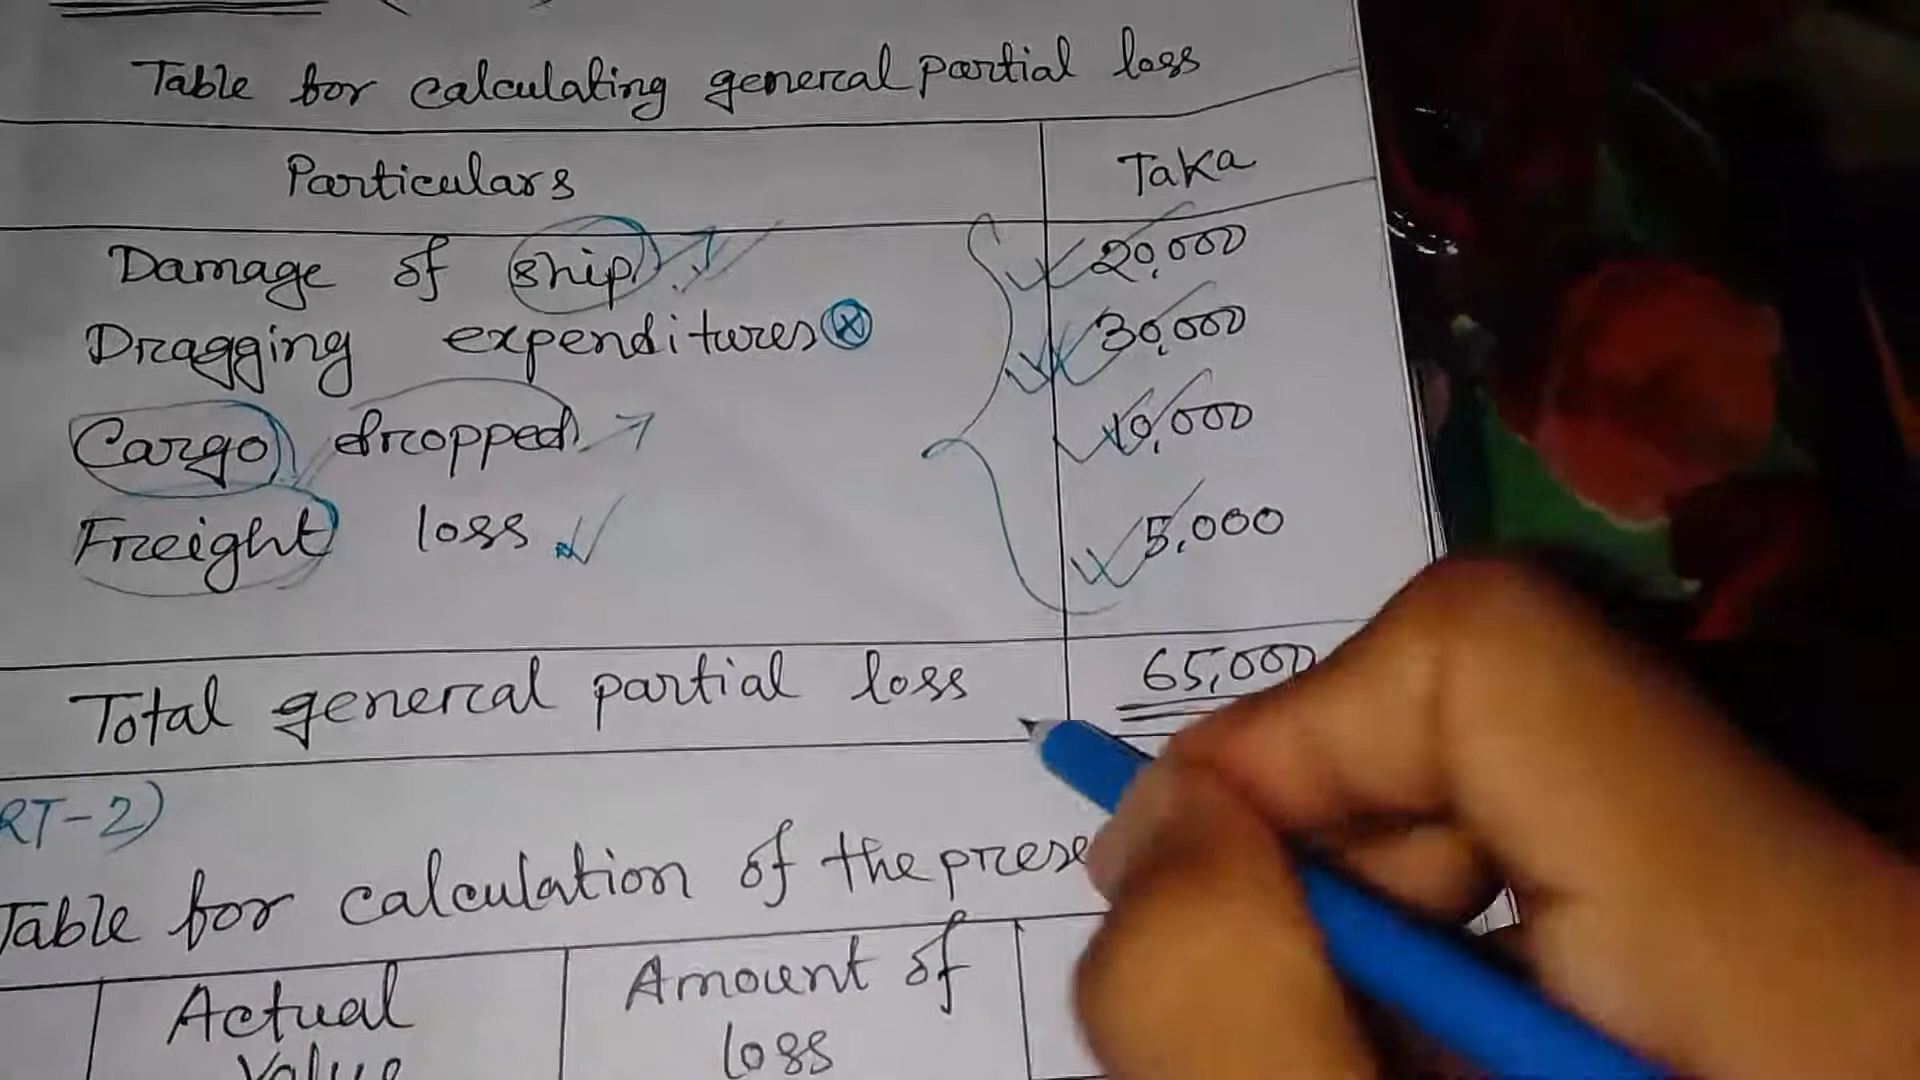 Table for calculating general partial loss
Particulars Taka
Damage of ship 20,000
Dragging expenditures 30,000
Cargo dropped 10,000
Freight loss 5,000
Total general partial loss 65,000
RT-2)
Table for calculation of the prese
Actual Amount of
Value loss